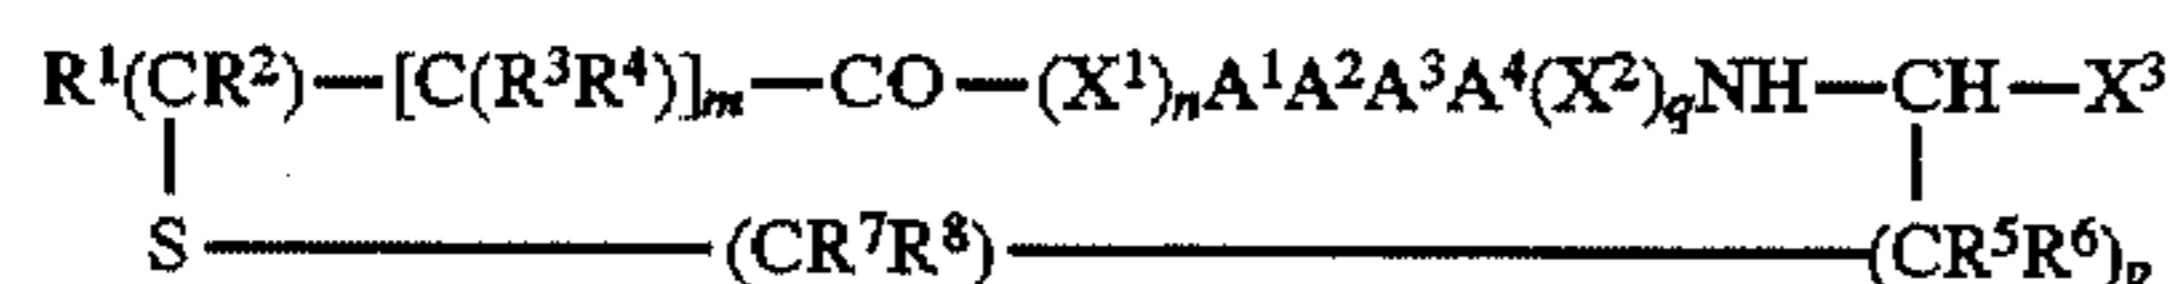 R¹(CR²)—[C(R³R⁴)]ₘ—CO—(X¹)ₙA¹A²A³A⁴(X²)qNH—CH—X³
S—(CR⁷R⁸)—(CR⁵R⁶)ₚ